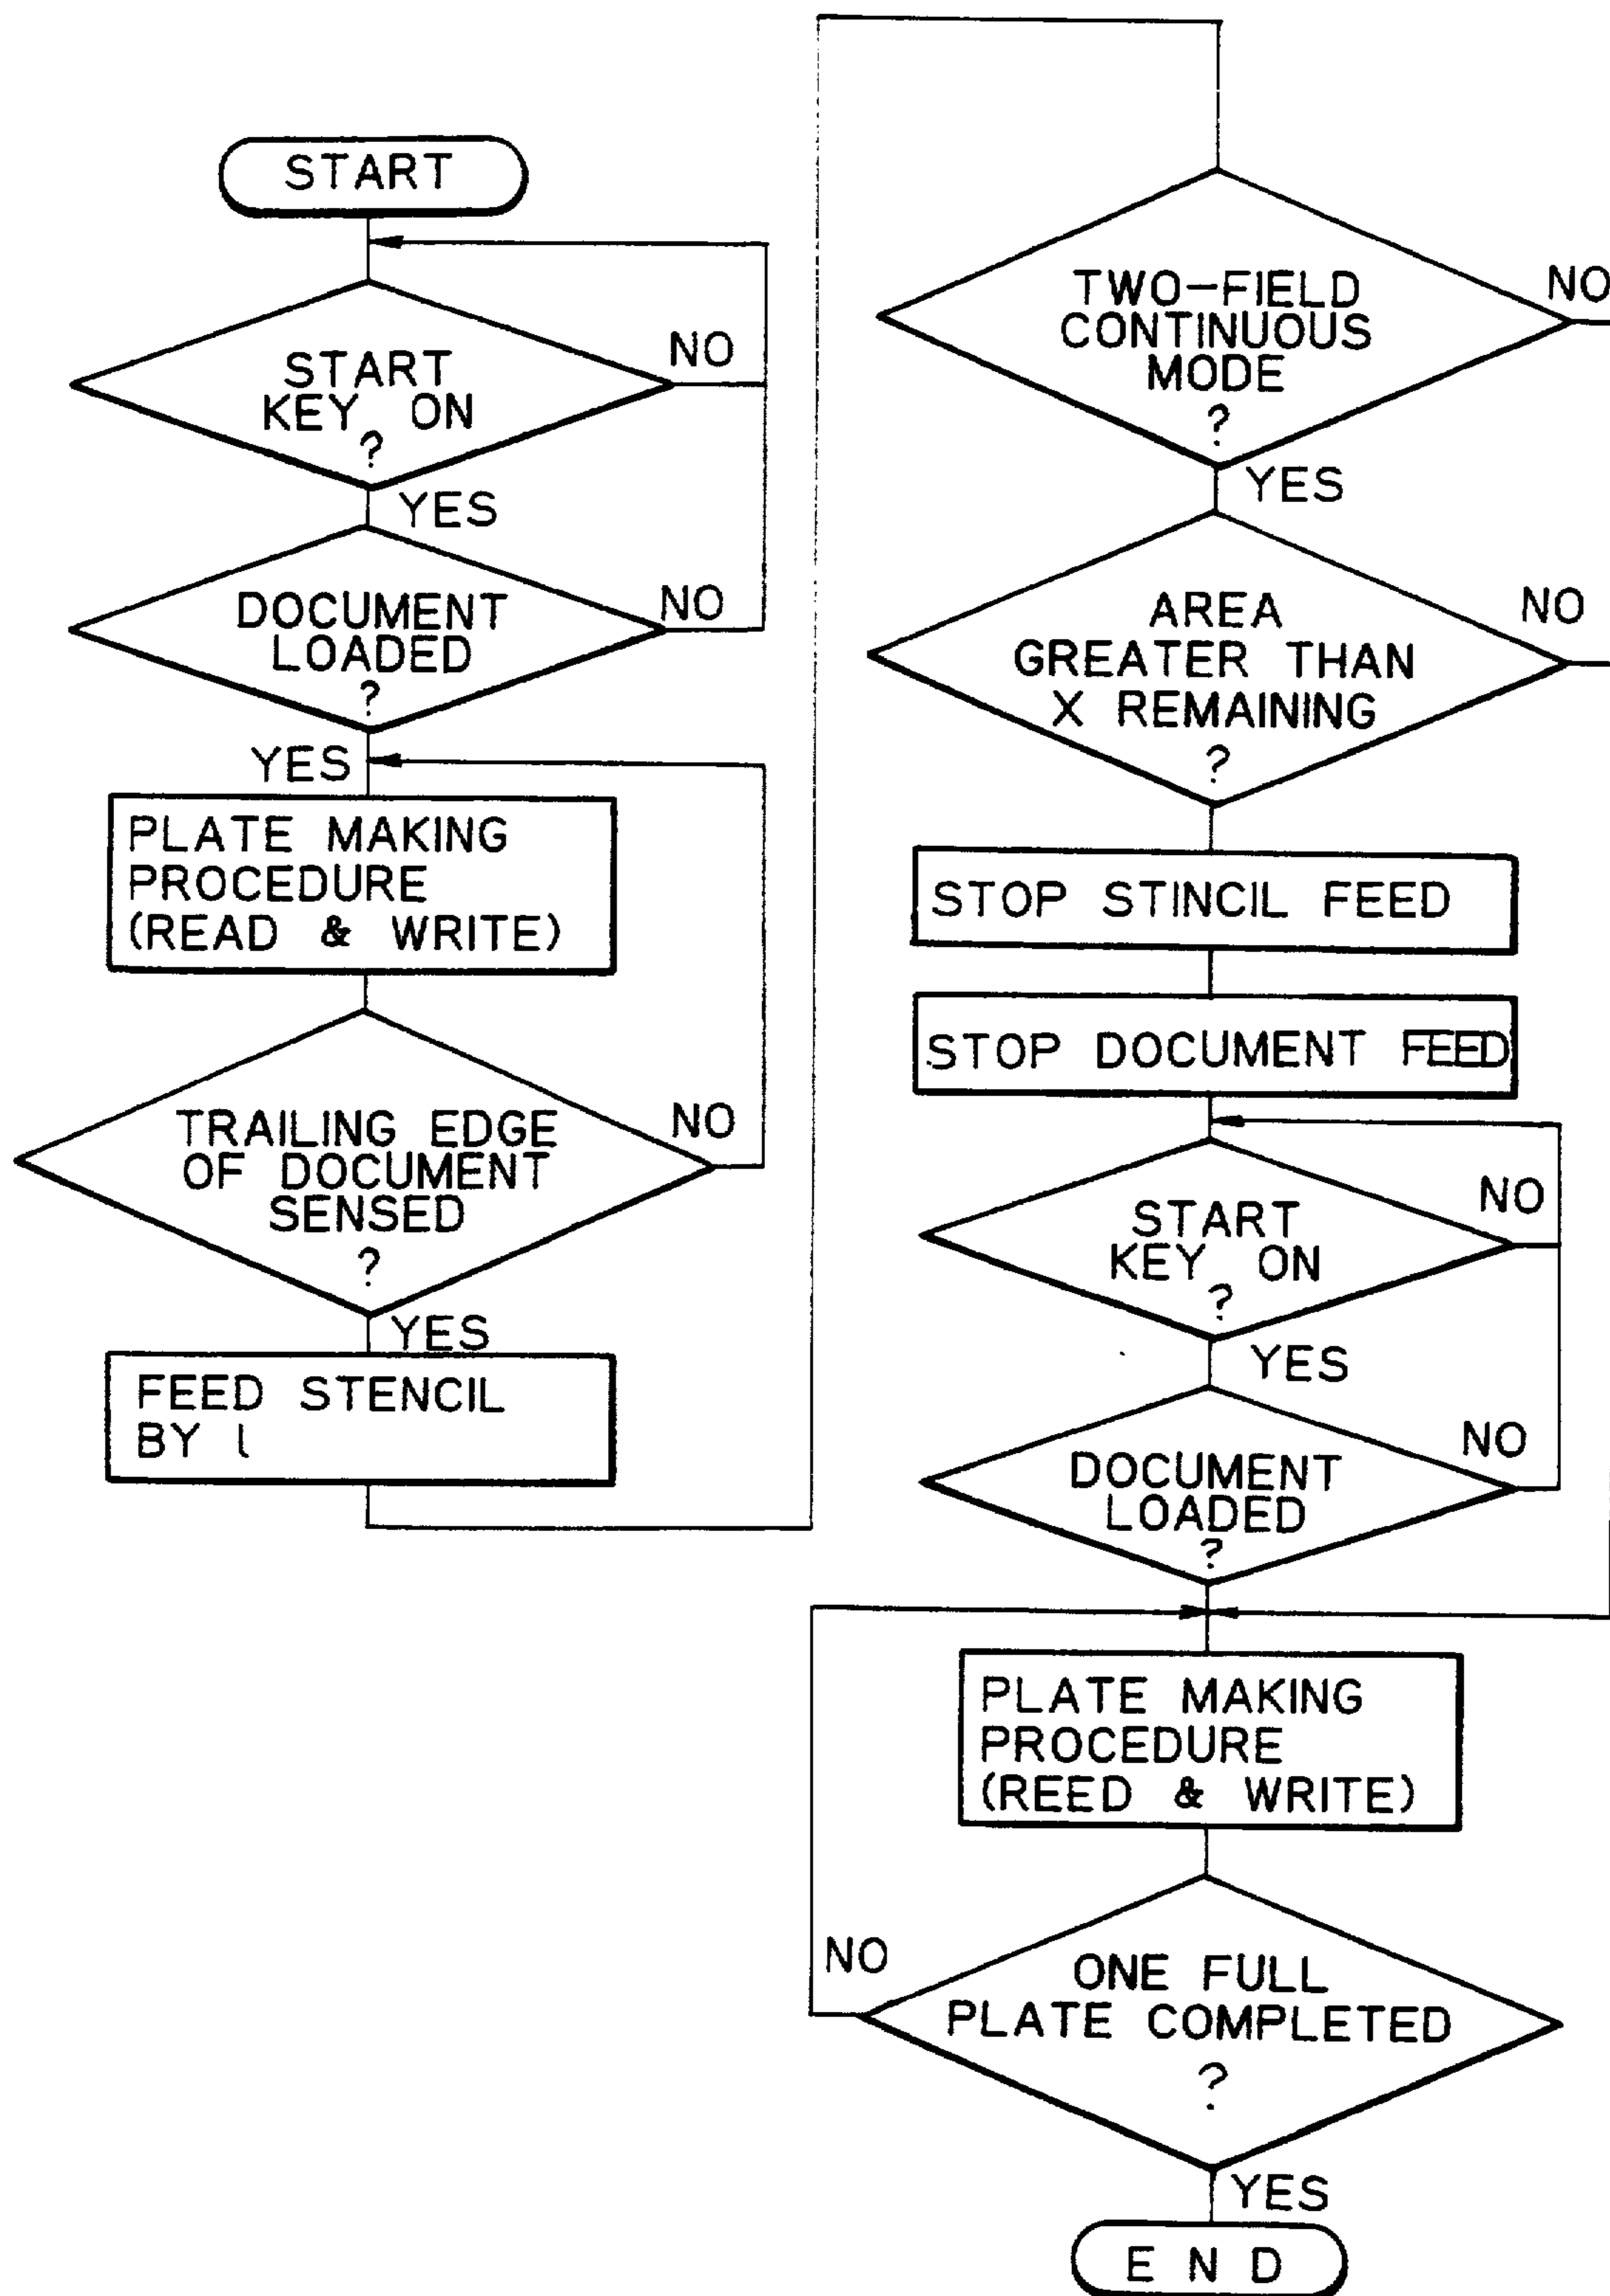 START
START
KEY ON
?
NO
YES
DOCUMENT
LOADED
?
NO
YES
PLATE MAKING
PROCEDURE
(READ & WRITE)
TRAILING EDGE
OF DOCUMENT
SENSED
?
NO
YES
FEED STENCIL
BY l
TWO-FIELD
CONTINUOUS
MODE
?
NO
YES
AREA
GREATER THAN
X REMAINING
?
NO
STOP STINCIL FEED
STOP DOCUMENT FEED
START
KEY ON
?
NO
YES
DOCUMENT
LOADED
?
NO
PLATE MAKING
PROCEDURE
(REED & WRITE)
ONE FULL
PLATE COMPLETED
?
NO
YES
END